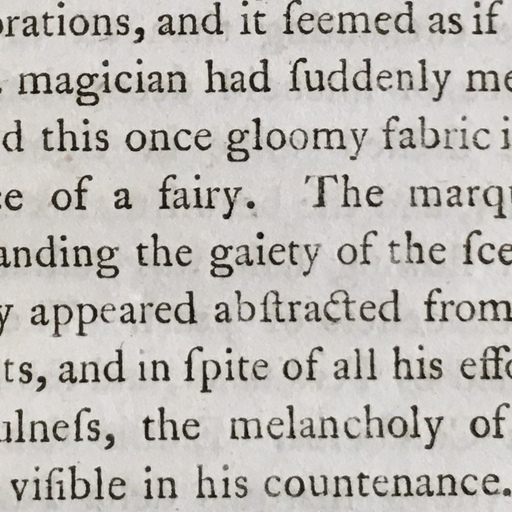 orations, and it ſeemed as if
magician had ſuddenly me
d this once gloomy fabric i
e of a fairy. The marqu
anding the gaiety of the ſce
y appeared abſtracted from
ts, and in ſpite of all his effo
ulneſs, the melancholy of
viſible in his countenance.